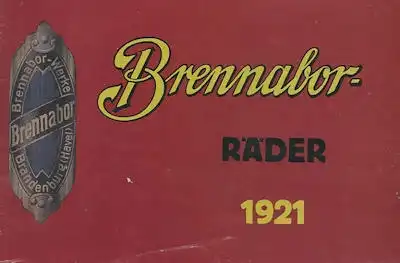 Brennabor-Werke
Brennabor
Brandenburg (Havel)
Brennabor-
RÄDER
1921